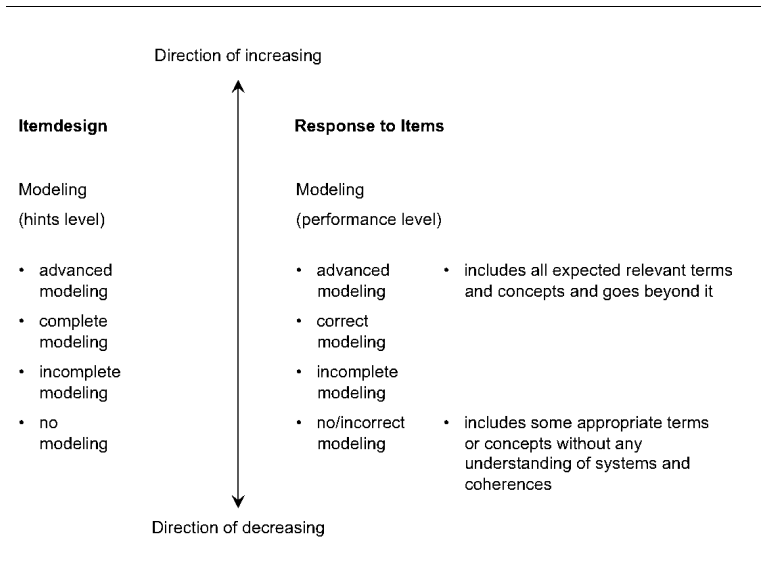 Direction of increasing
Itemdesign
Response to Items
Modeling
(hints level)
Modeling
(performance level)
• advanced
modeling
• complete
modeling
• incomplete
modeling
• no
modeling
• advanced
modeling
• correct
modeling
• incomplete
modeling
• no/incorrect
modeling
• includes all expected relevant terms
and concepts and goes beyond it
• includes some appropriate terms
or concepts without any
understanding of systems and
coherences
Direction of decreasing